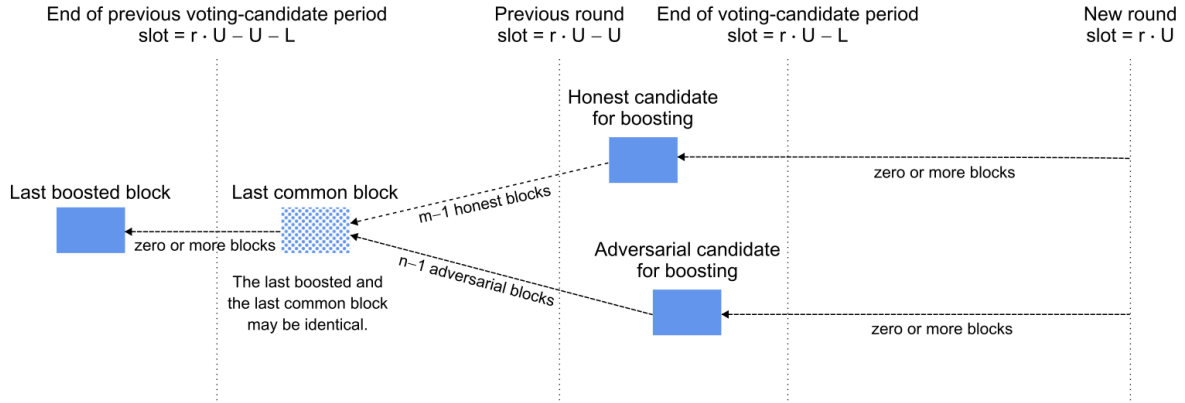 End of previous voting-candidate period
slot = r · U – U – L
Previous round
slot = r · U – U
End of voting-candidate period
slot = r · U – L
New round
slot = r · U
Honest candidate
for boosting
zero or more blocks
Last boosted block
Last common block
m–1 honest blocks
zero or more blocks
Adversarial candidate
for boosting
n–1 adversarial blocks
The last boosted and
the last common block
may be identical.
zero or more blocks